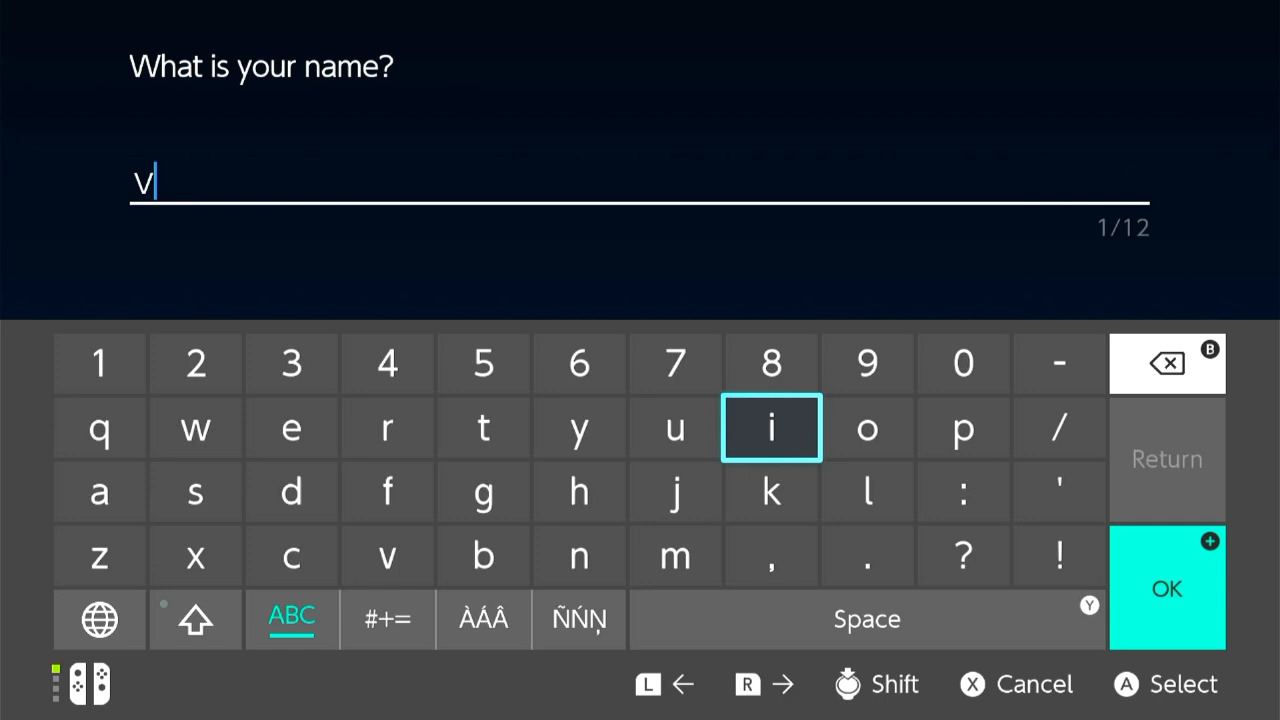 What is your name?
V
1/12
1 2 3 4 5 6 7 8 9 0 - B
q w e r t y u i o p / Return
a s d f g h j k l : '
z x c v b n m , . ? ! + OK
ABC #+= ÀÁÂ ÑŃŅ Space Y
L ← R → Shift X Cancel A Select